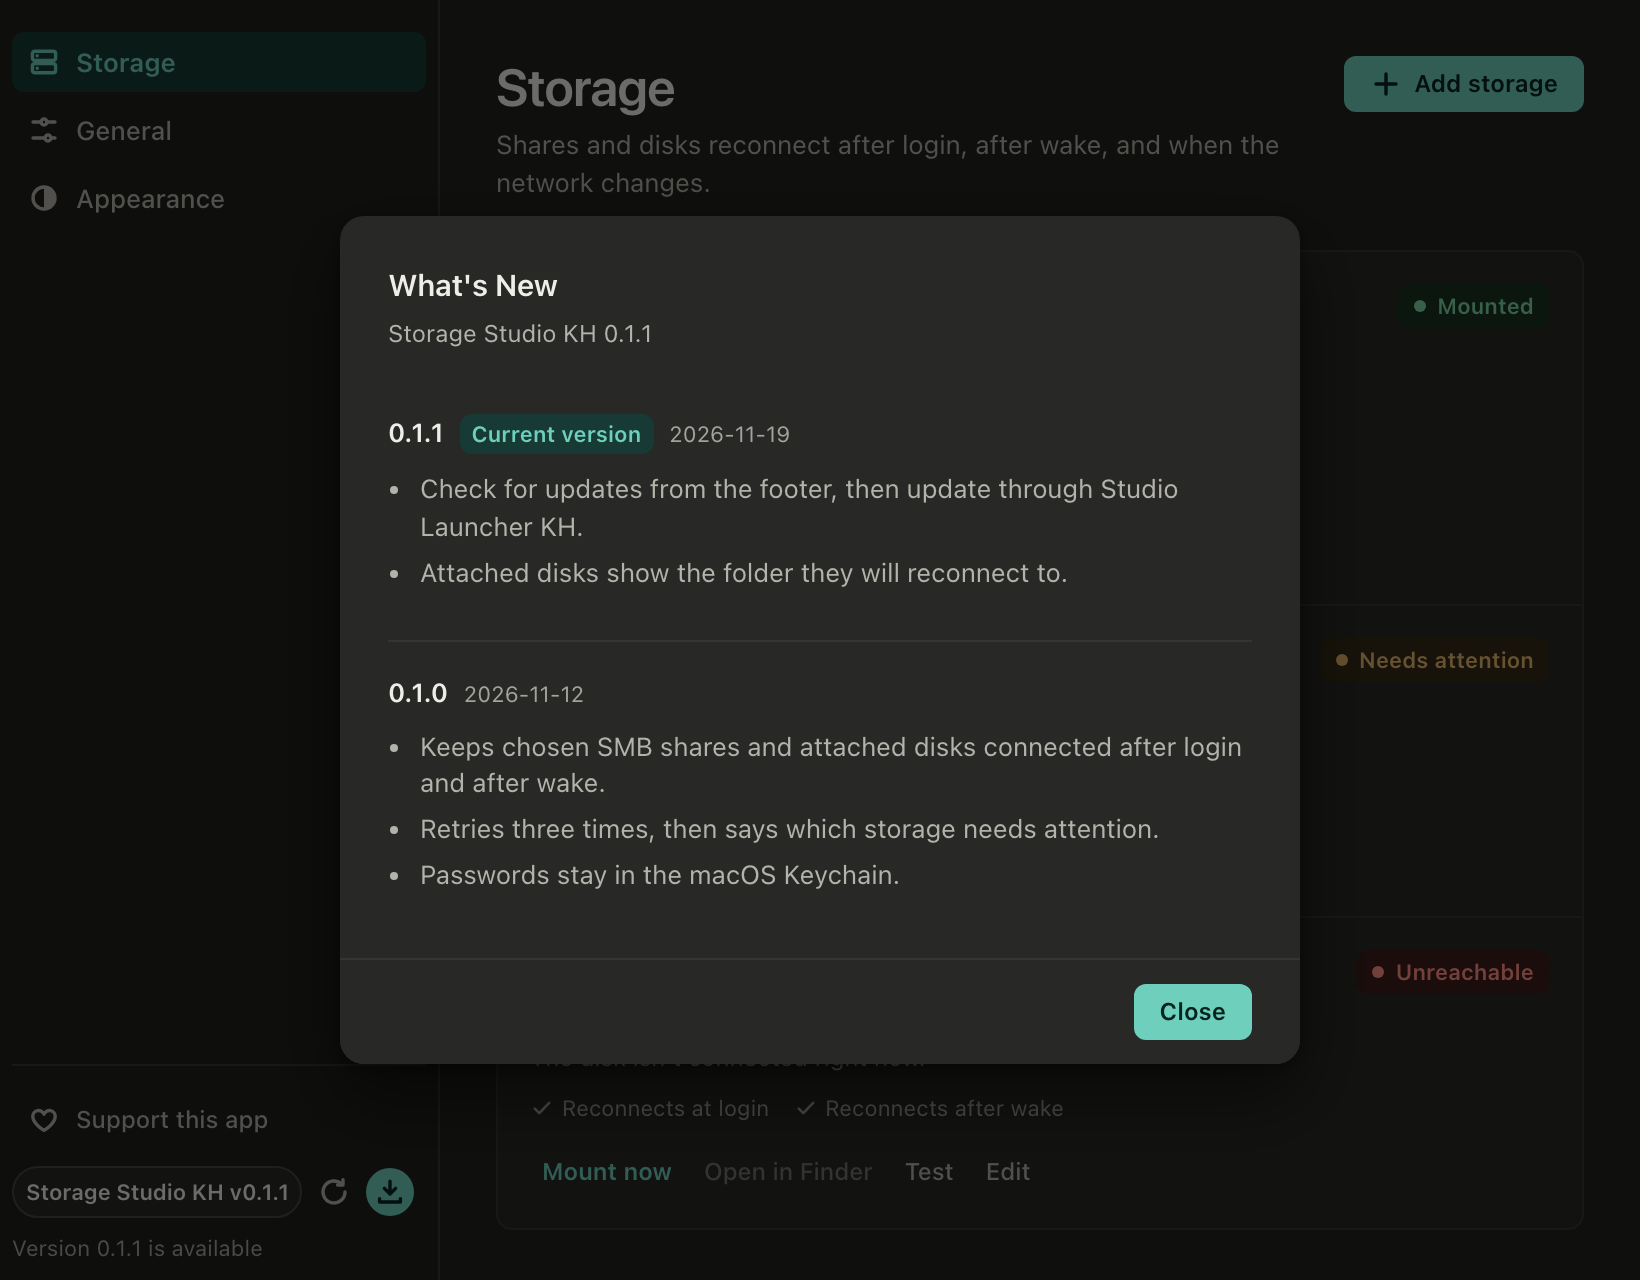 Storage
General
Appearance
Storage
Shares and disks reconnect after login, after wake, and when the
network changes.
Add storage
Mounted
Needs attention
Unreachable
What's New
Storage Studio KH 0.1.1
0.1.1 Current version 2026-11-19
• Check for updates from the footer, then update through Studio
Launcher KH.
• Attached disks show the folder they will reconnect to.
0.1.0 2026-11-12
• Keeps chosen SMB shares and attached disks connected after login
and after wake.
• Retries three times, then says which storage needs attention.
• Passwords stay in the macOS Keychain.
Close
Reconnects at login Reconnects after wake
Mount now Open in Finder Test Edit
Support this app
Storage Studio KH v0.1.1
Version 0.1.1 is available